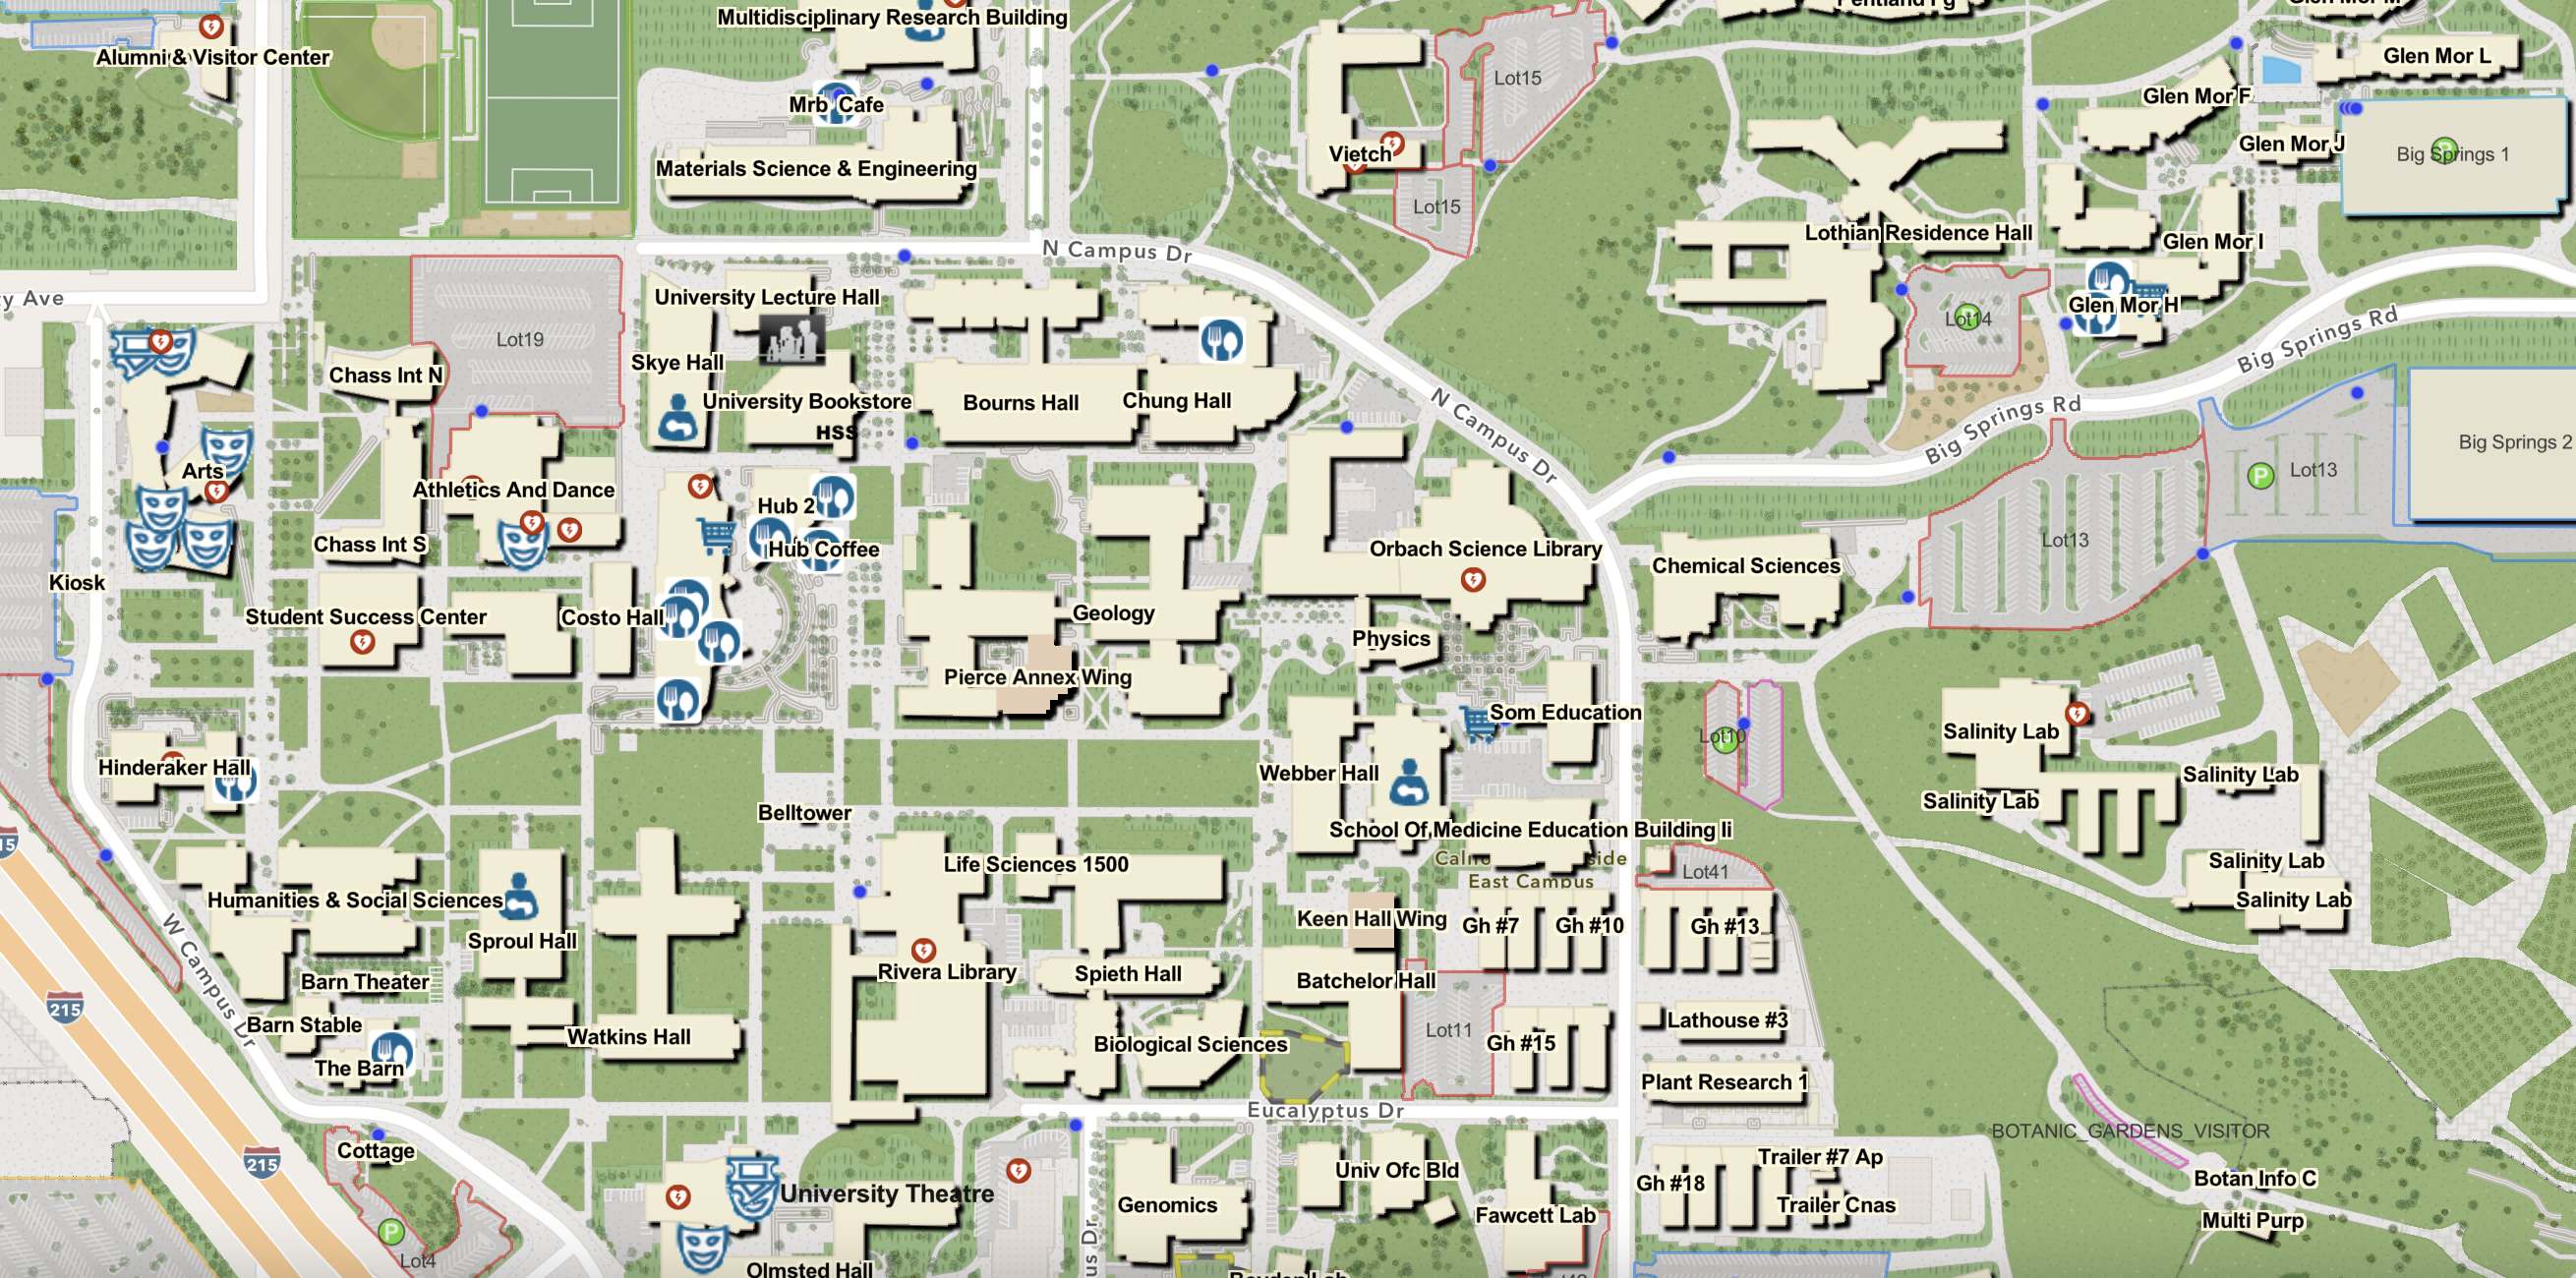 Multidisciplinary Research Building
Alumni & Visitor Center
Mrb Cafe
Materials Science & Engineering
Lot15
Vietch
Lot15
Glen Mor L
Glen Mor F
Glen Mor J
Big Springs 1
Lothian Residence Hall
Glen Mor I
N Campus Dr
y Ave
University Lecture Hall
Lot19
Skye Hall
Chass Int N
University Bookstore
HSS
Bourns Hall
Chung Hall
Lot14
P
Glen Mor H
Big Springs Rd
N Campus Dr
Big Springs Rd
Big Springs 2
Lot13
P
Arts
Athletics And Dance
Hub 2
Hub Coffee
Chass Int S
Orbach Science Library
Chemical Sciences
Lot13
Kiosk
Student Success Center
Costo Hall
Geology
Physics
Pierce Annex Wing
Som Education
Lot10
Salinity Lab
Hinderaker Hall
Webber Hall
Salinity Lab
Salinity Lab
Belltower
School Of Medicine Education Building Ii
15
Life Sciences 1500
East Campus
Lot41
Salinity Lab
Salinity Lab
Humanities & Social Sciences
Sproul Hall
Keen Hall Wing
Gh #7
Gh #10
Gh #13
W Campus Dr
Barn Theater
Rivera Library
Spieth Hall
Batchelor Hall
215
Barn Stable
The Barn
Watkins Hall
Biological Sciences
Lot11
Gh #15
Lathouse #3
Plant Research 1
Eucalyptus Dr
BOTANIC_GARDENS_VISITOR
215
Cottage
University Theatre
Genomics
Univ Ofc Bld
Fawcett Lab
Gh #18
Trailer #7 Ap
Trailer Cnas
Botan Info C
Multi Purp
P
Lot4
Olmsted Hall
us Dr